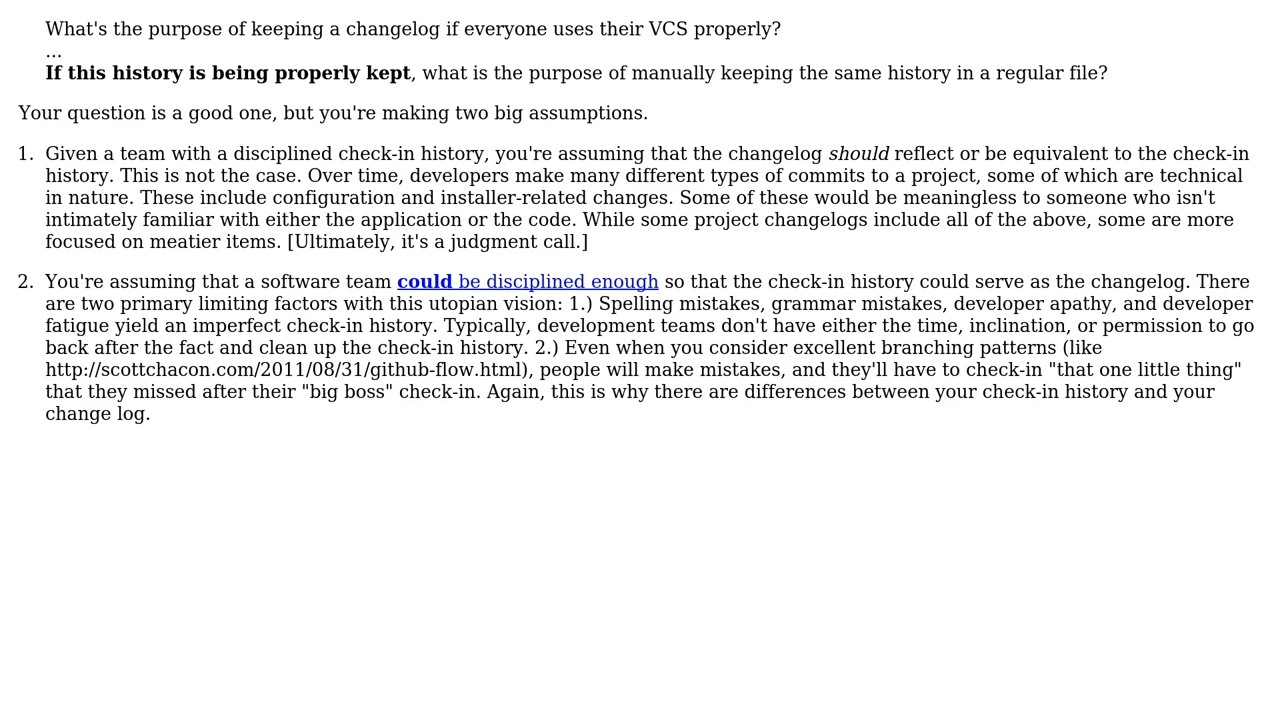 What's the purpose of keeping a changelog if everyone uses their VCS properly?
...
If this history is being properly kept, what is the purpose of manually keeping the same history in a regular file?
Your question is a good one, but you're making two big assumptions.
1. Given a team with a disciplined check-in history, you're assuming that the changelog should reflect or be equivalent to the check-in
history. This is not the case. Over time, developers make many different types of commits to a project, some of which are technical
in nature. These include configuration and installer-related changes. Some of these would be meaningless to someone who isn't
intimately familiar with either the application or the code. While some project changelogs include all of the above, some are more
focused on meatier items. [Ultimately, it's a judgment call.]
2. You're assuming that a software team could be disciplined enough so that the check-in history could serve as the changelog. There
are two primary limiting factors with this utopian vision: 1.) Spelling mistakes, grammar mistakes, developer apathy, and developer
fatigue yield an imperfect check-in history. Typically, development teams don't have either the time, inclination, or permission to go
back after the fact and clean up the check-in history. 2.) Even when you consider excellent branching patterns (like
http://scottchacon.com/2011/08/31/github-flow.html), people will make mistakes, and they'll have to check-in "that one little thing"
that they missed after their "big boss" check-in. Again, this is why there are differences between your check-in history and your
change log.